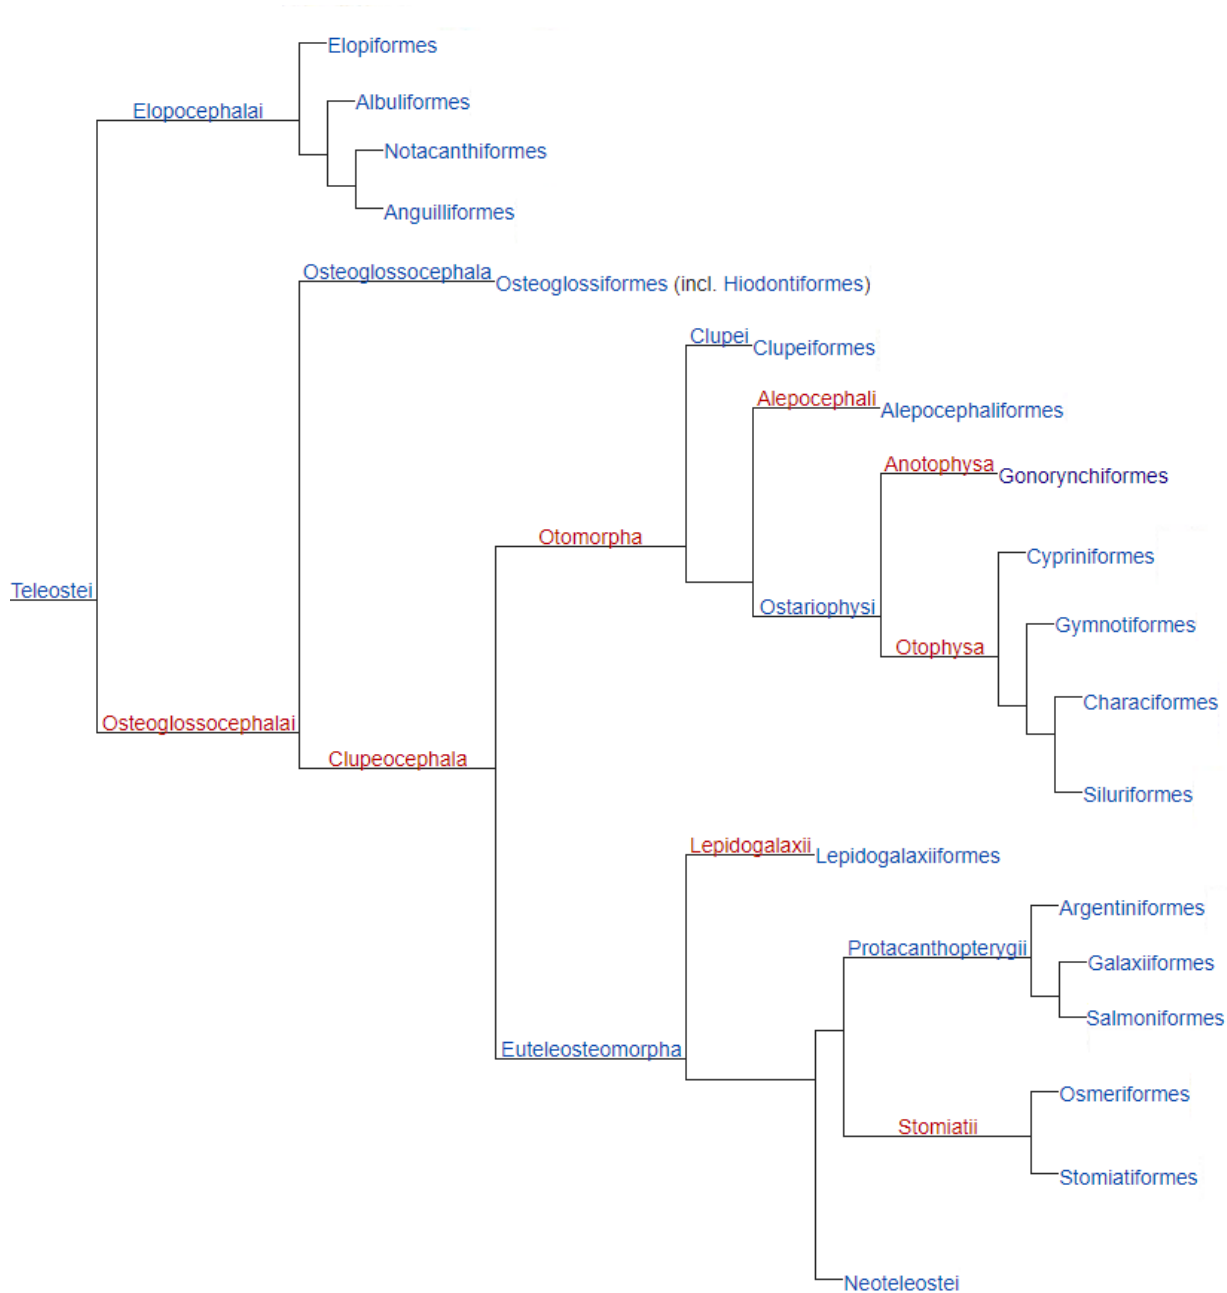 Elopiformes
Elopocephalai
Albuliformes
Notacanthiformes
Anguilliformes
Osteoglossocephala
Osteoglossiformes (incl. Hiodontiformes)
Clupei
Clupeiformes
Alepocephali
Alepocephaliformes
Anotophysa
Gonorynchiformes
Otomorpha
Cypriniformes
Teleostei
Ostariophysi
Gymnotiformes
Otophysa
Characiformes
Osteoglossocephalai
Clupeocephala
Siluriformes
Lepidogalaxii
Lepidogalaxiiformes
Argentiniformes
Protacanthopterygii
Galaxiiformes
Salmoniformes
Euteleosteomorpha
Osmeriformes
Stomiatii
Stomiatiformes
Neoteleostei